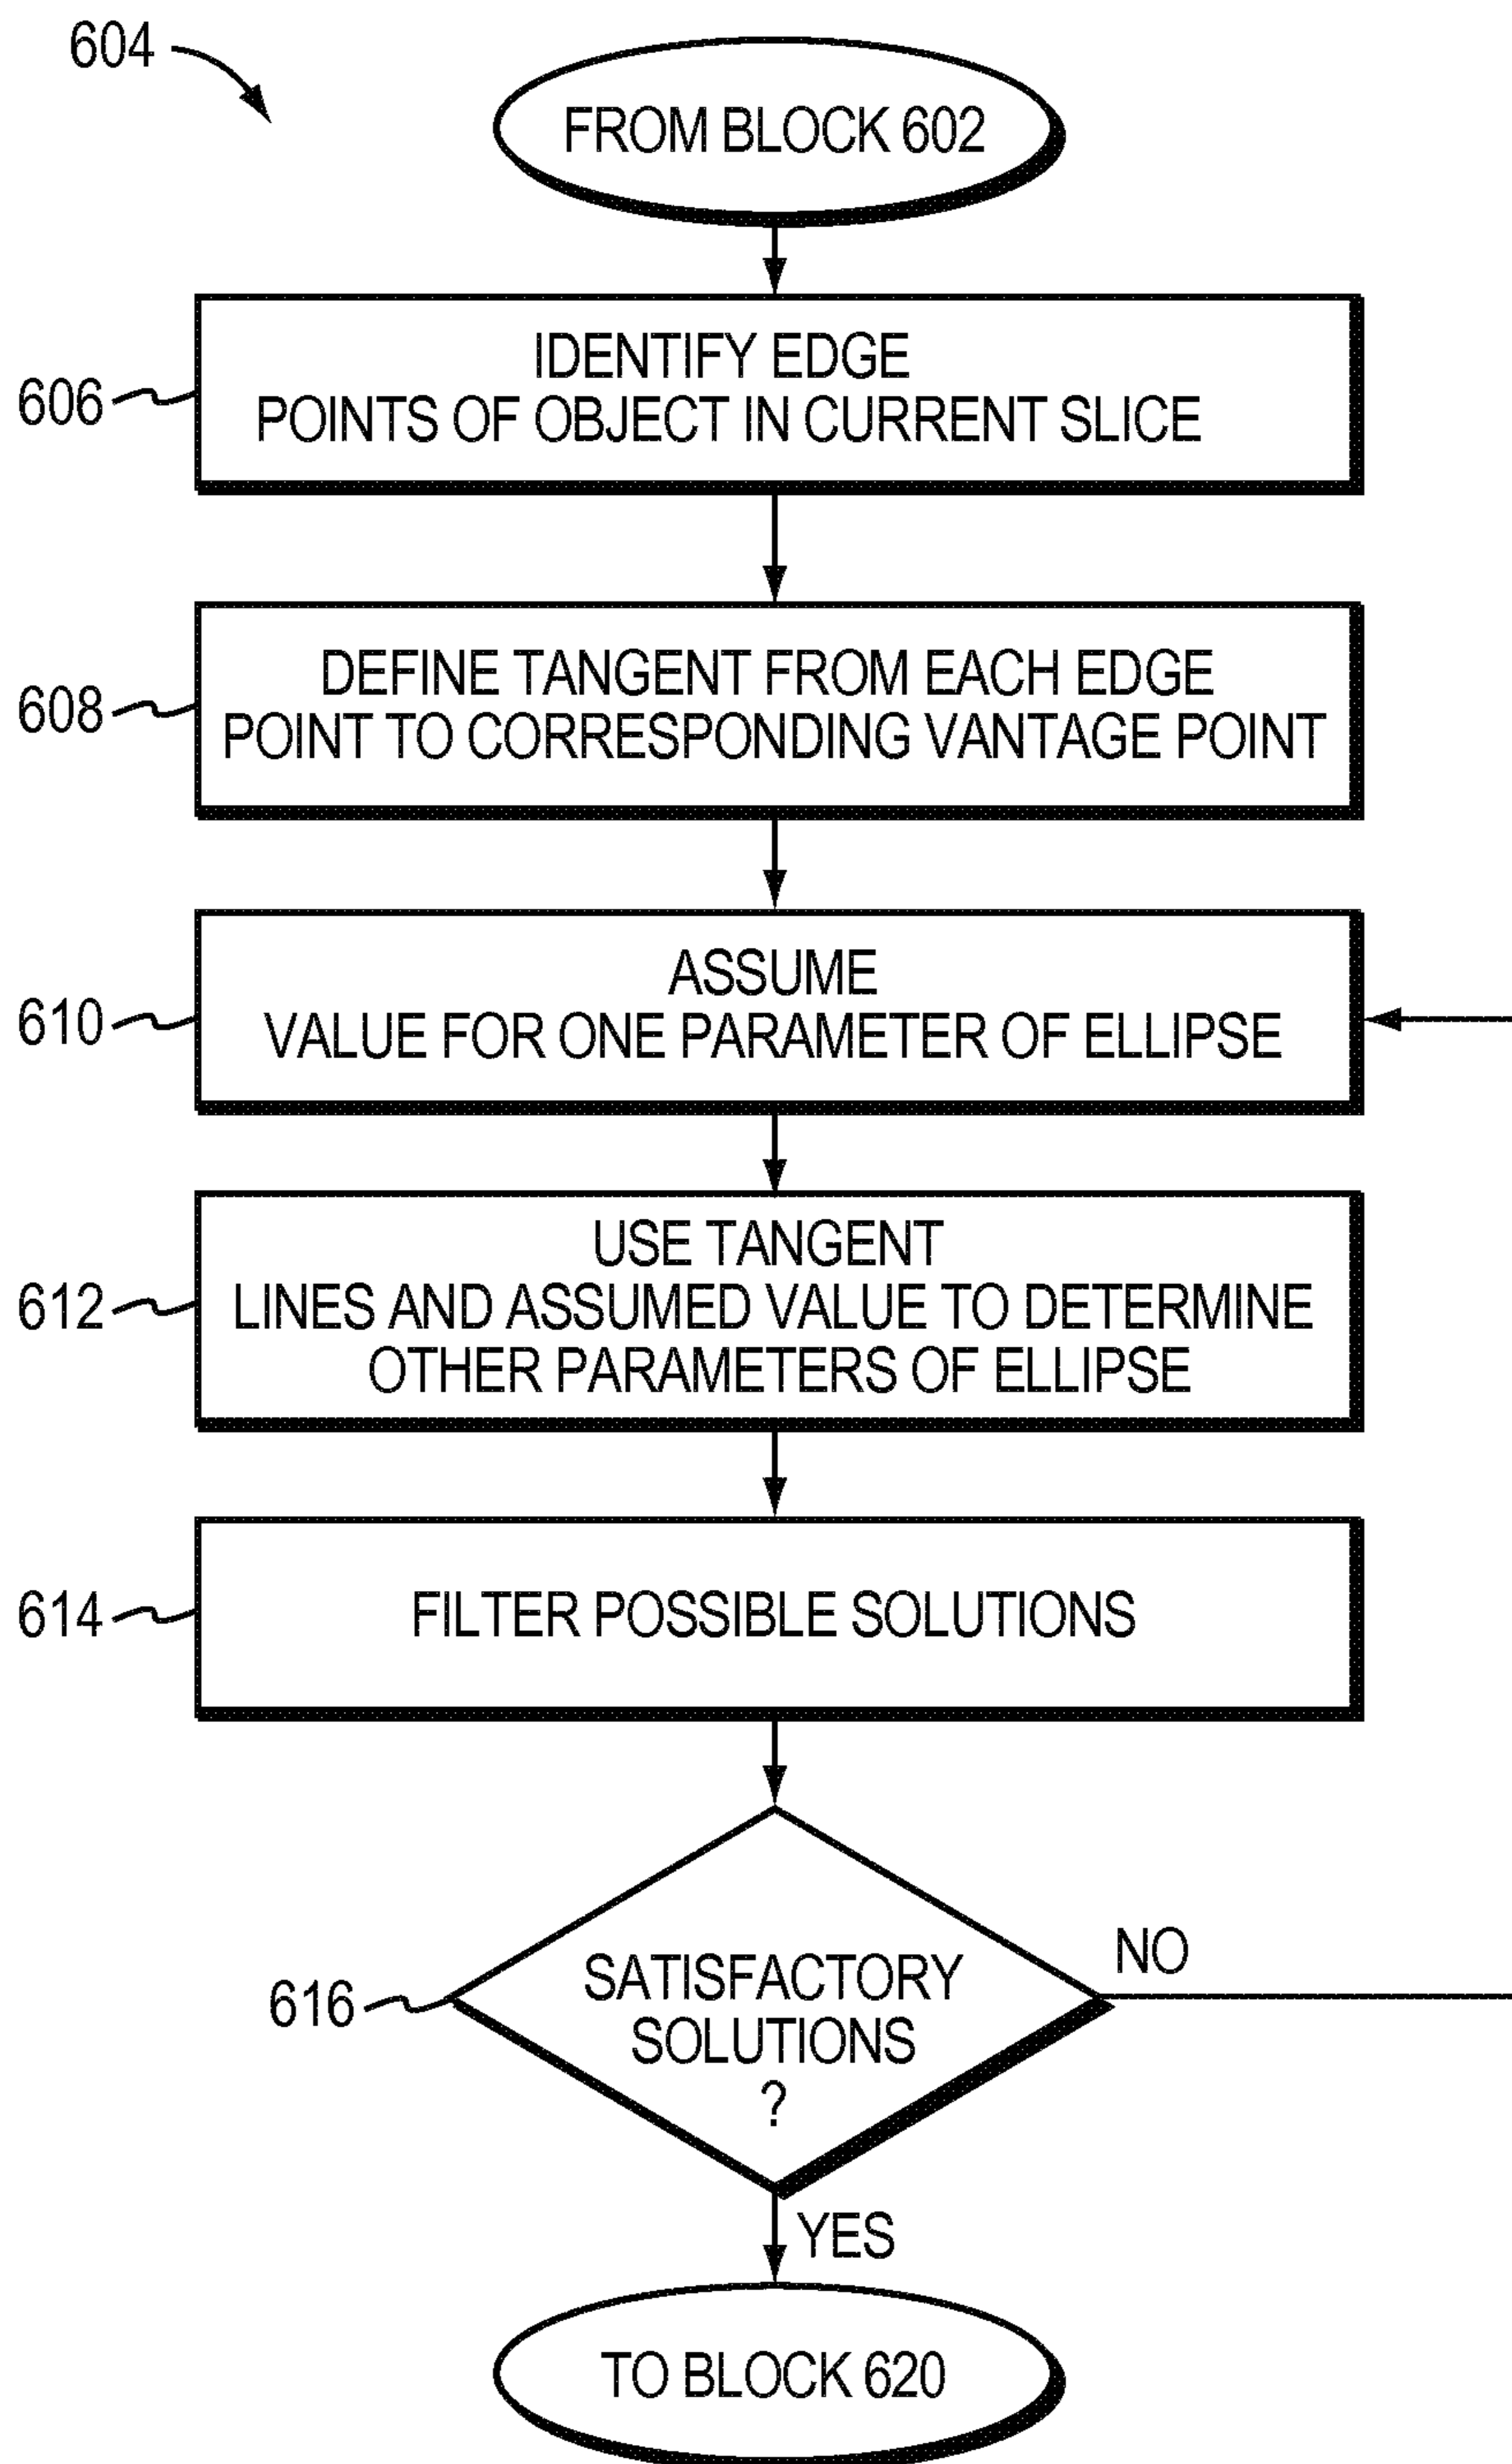 604
FROM BLOCK 602
IDENTIFY EDGE
606
POINTS OF OBJECT IN CURRENT SLICE
DEFINE TANGENT FROM EACH EDGE
608
POINT TO CORRESPONDING VANTAGE POINT
ASSUME
610
VALUE FOR ONE PARAMETER OF ELLIPSE
USE TANGENT
612
LINES AND ASSUMED VALUE TO DETERMINE
OTHER PARAMETERS OF ELLIPSE
614
FILTER POSSIBLE SOLUTIONS
NO
616
SATISFACTORY
SOLUTIONS
?
YES
TO BLOCK 620